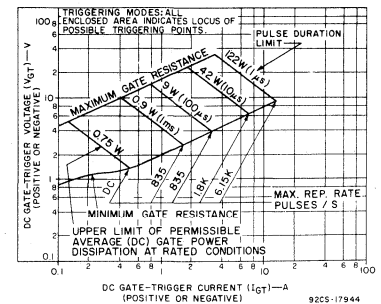 TRIGGERING MODES: ALL
ENCLOSED AREA INDICATES LOCUS OF
POSSIBLE TRIGGERING POINTS.
PULSE DURATION
LIMIT
122W(1μs)
42W(10μs)
9W(100μs)
0.9W(1ms)
0.75W
MAXIMUM GATE RESISTANCE
DC
835
835
1.8K
6.15K
MAX. REP. RATE
PULSES / S
MINIMUM GATE RESISTANCE
UPPER LIMIT OF PERMISSIBLE
AVERAGE (DC) GATE POWER
DISSIPATION AT RATED CONDITIONS
DC GATE-TRIGGER VOLTAGE (VGT)—V
(POSITIVE OR NEGATIVE)
100 8
6
4
2
10
8
6
4
2
1
8
6
4
2
0.1
0.1 2 4 6 8 1 2 4 6 8 10 2 4 6 8 100
DC GATE-TRIGGER CURRENT (IGT)—A
(POSITIVE OR NEGATIVE)
92CS-17944